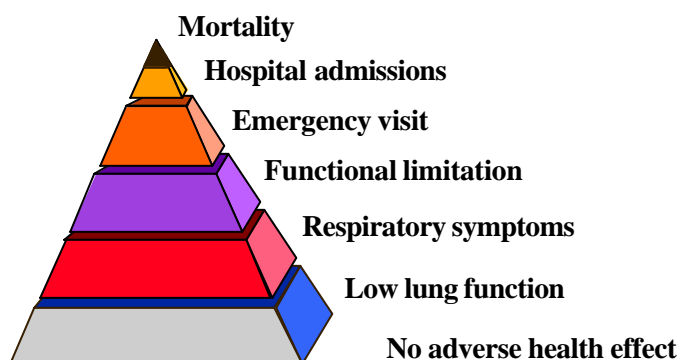 Mortality
Hospital admissions
Emergency visit
Functional limitation
Respiratory symptoms
Low lung function
No adverse health effect